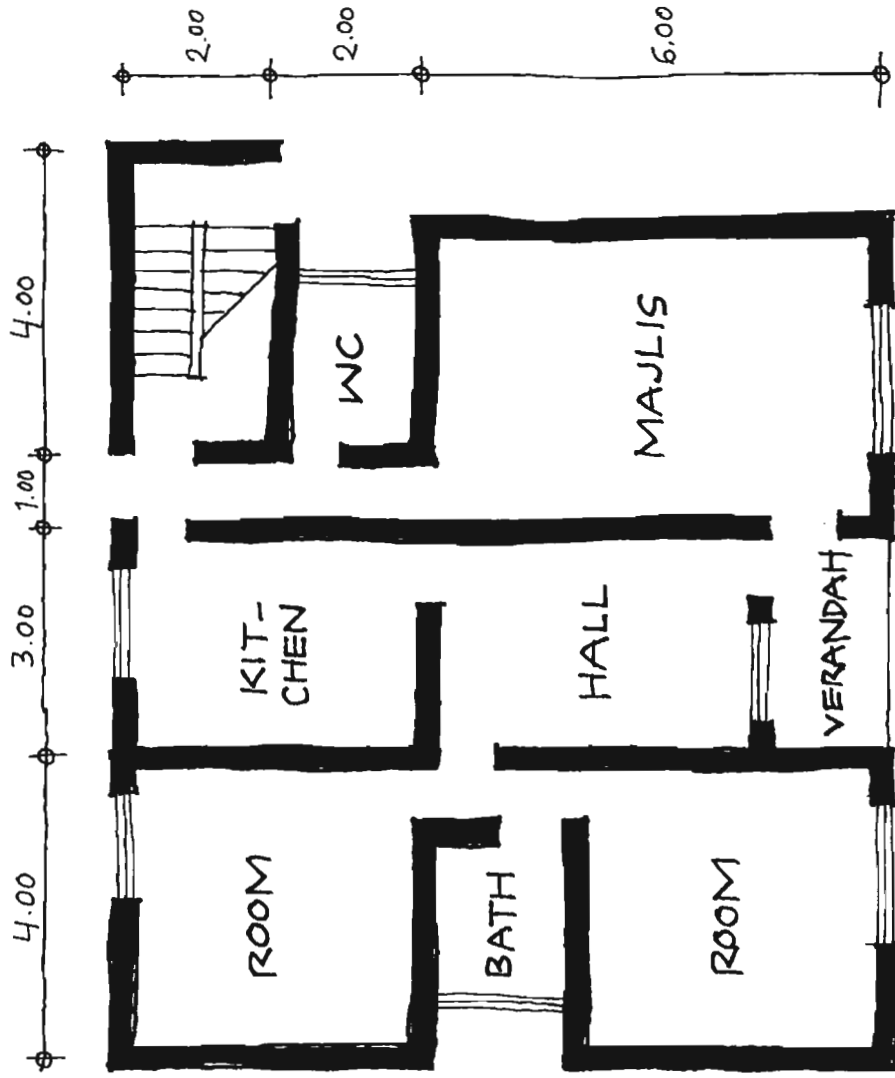 4.00
3.00
1.00
4.00
2.00
ROOM
KIT-
CHEN
WC
2.00
BATH
HALL
MAJLIS
6.00
ROOM
VERANDAH